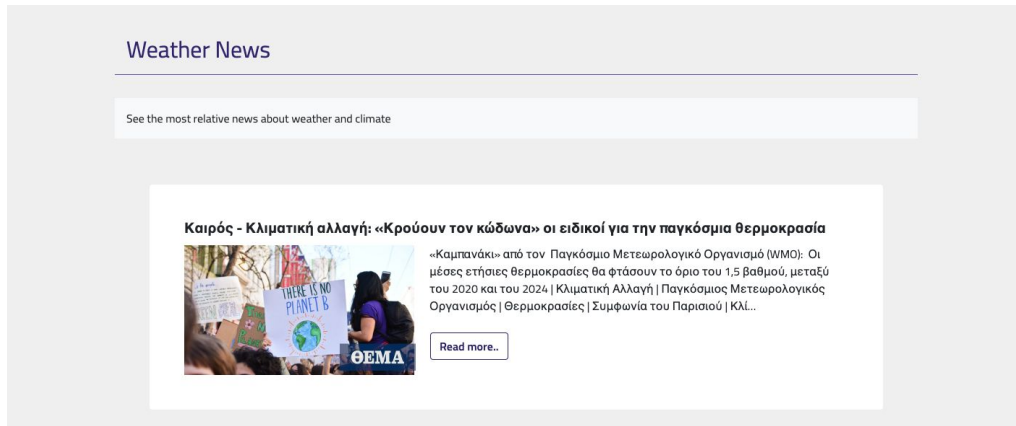 Weather News
See the most relative news about weather and climate
Καιρός - Κλιματική αλλαγή: «Κρούουν τον κώδωνα» οι ειδικοί για την παγκόσμια θερμοκρασία
«Καμπανάκι» από τον Παγκόσμιο Μετεωρολογικό Οργανισμό (WMO): Οι
μέσες ετήσιες θερμοκρασίες θα φτάσουν το όριο του 1,5 βαθμού, μεταξύ
του 2020 και του 2024 | Κλιματική Αλλαγή | Παγκόσμιος Μετεωρολογικός
Οργανισμός | Θερμοκρασίες | Συμφωνία του Παρισιού | Κλί...
THERE IS NO
PLANET B
ΘΕΜΑ
Read more..